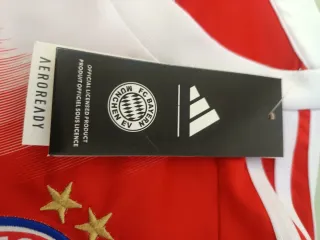 AEROREADY
OFFICIAL LICENSED PRODUCT
PRODUIT OFFICIEL SOUS LICENCE
FC BAYERN
MÜNCHEN EV